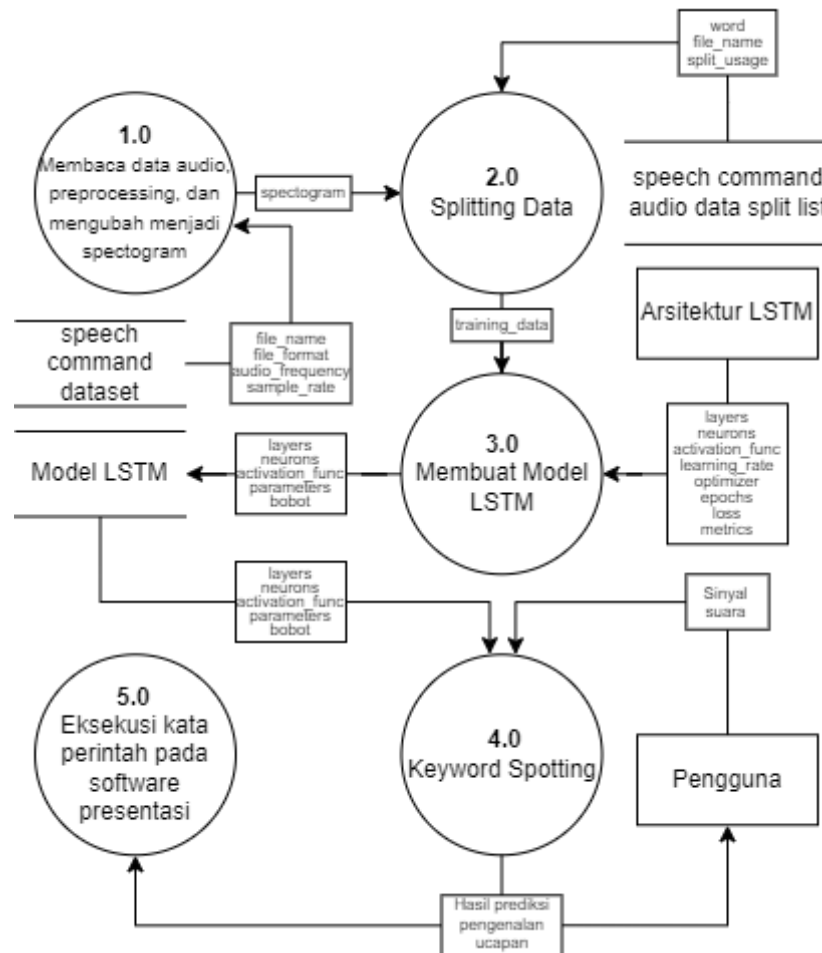 word
file_name
split_usage
1.0
Membaca data audio,
preprocessing, dan
mengubah menjadi
spectogram
spectogram
2.0
Splitting Data
speech command
audio data split list
file_name
file_format
audio_frequency
sample_rate
speech
command
dataset
training_data
Arsitektur LSTM
layers
neurons
activation_func
learning_rate
optimizer
epochs
loss
metrics
3.0
Membuat Model
LSTM
layers
neurons
activation_func
parameters
bobot
Model LSTM
layers
neurons
activation_func
parameters
bobot
Sinyal
suara
5.0
Eksekusi kata
perintah pada
software
presentasi
4.0
Keyword Spotting
Pengguna
Hasil prediksi
pengenalan
ucapan